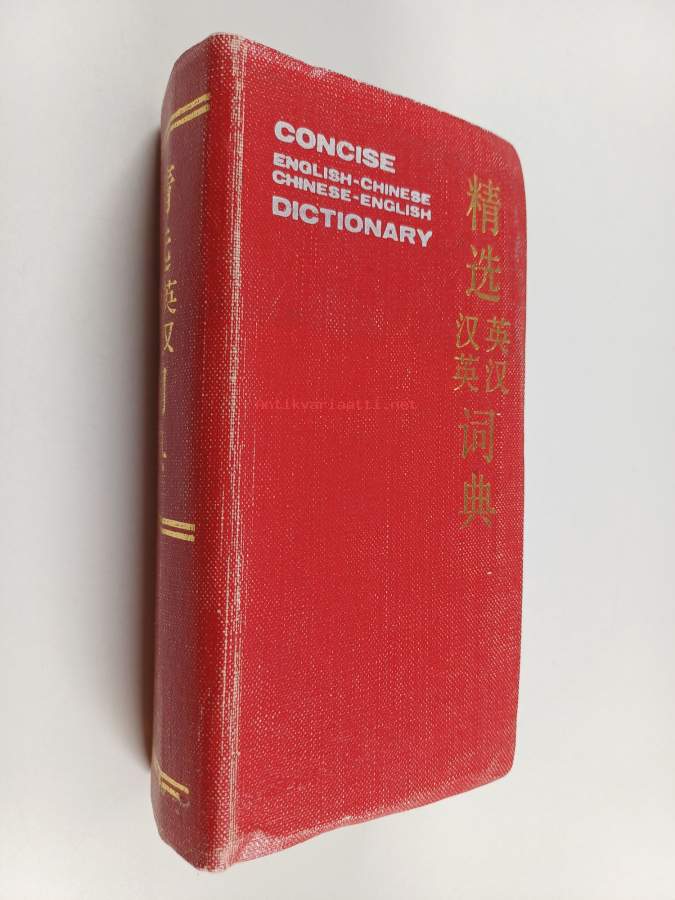 CONCISE
ENGLISH-CHINESE
CHINESE-ENGLISH
DICTIONARY
精选
英汉
汉英
词典
antikvariaatti.net